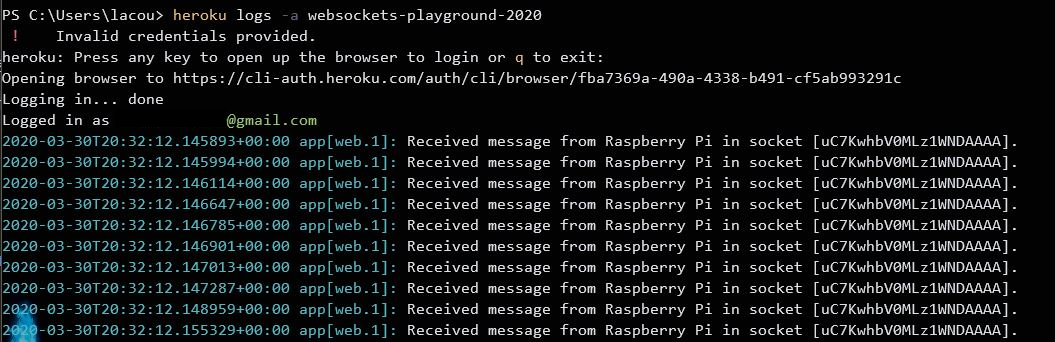 PS C:\Users\lacou> heroku logs -a websockets-playground-2020
! Invalid credentials provided.
heroku: Press any key to open up the browser to login or q to exit:
Opening browser to https://cli-auth.heroku.com/auth/cli/browser/fba7369a-490a-4338-b491-cf5ab993291c
Logging in... done
Logged in as @gmail.com
2020-03-30T20:32:12.145893+00:00 app[web.1]: Received message from Raspberry Pi in socket [uC7KwhbV0MLz1WNDAAAA].
2020-03-30T20:32:12.145994+00:00 app[web.1]: Received message from Raspberry Pi in socket [uC7KwhbV0MLz1WNDAAAA].
2020-03-30T20:32:12.146114+00:00 app[web.1]: Received message from Raspberry Pi in socket [uC7KwhbV0MLz1WNDAAAA].
2020-03-30T20:32:12.146647+00:00 app[web.1]: Received message from Raspberry Pi in socket [uC7KwhbV0MLz1WNDAAAA].
2020-03-30T20:32:12.146785+00:00 app[web.1]: Received message from Raspberry Pi in socket [uC7KwhbV0MLz1WNDAAAA].
2020-03-30T20:32:12.146901+00:00 app[web.1]: Received message from Raspberry Pi in socket [uC7KwhbV0MLz1WNDAAAA].
2020-03-30T20:32:12.147013+00:00 app[web.1]: Received message from Raspberry Pi in socket [uC7KwhbV0MLz1WNDAAAA].
2020-03-30T20:32:12.147287+00:00 app[web.1]: Received message from Raspberry Pi in socket [uC7KwhbV0MLz1WNDAAAA].
2020-03-30T20:32:12.148959+00:00 app[web.1]: Received message from Raspberry Pi in socket [uC7KwhbV0MLz1WNDAAAA].
2020-03-30T20:32:12.155329+00:00 app[web.1]: Received message from Raspberry Pi in socket [uC7KwhbV0MLz1WNDAAAA].